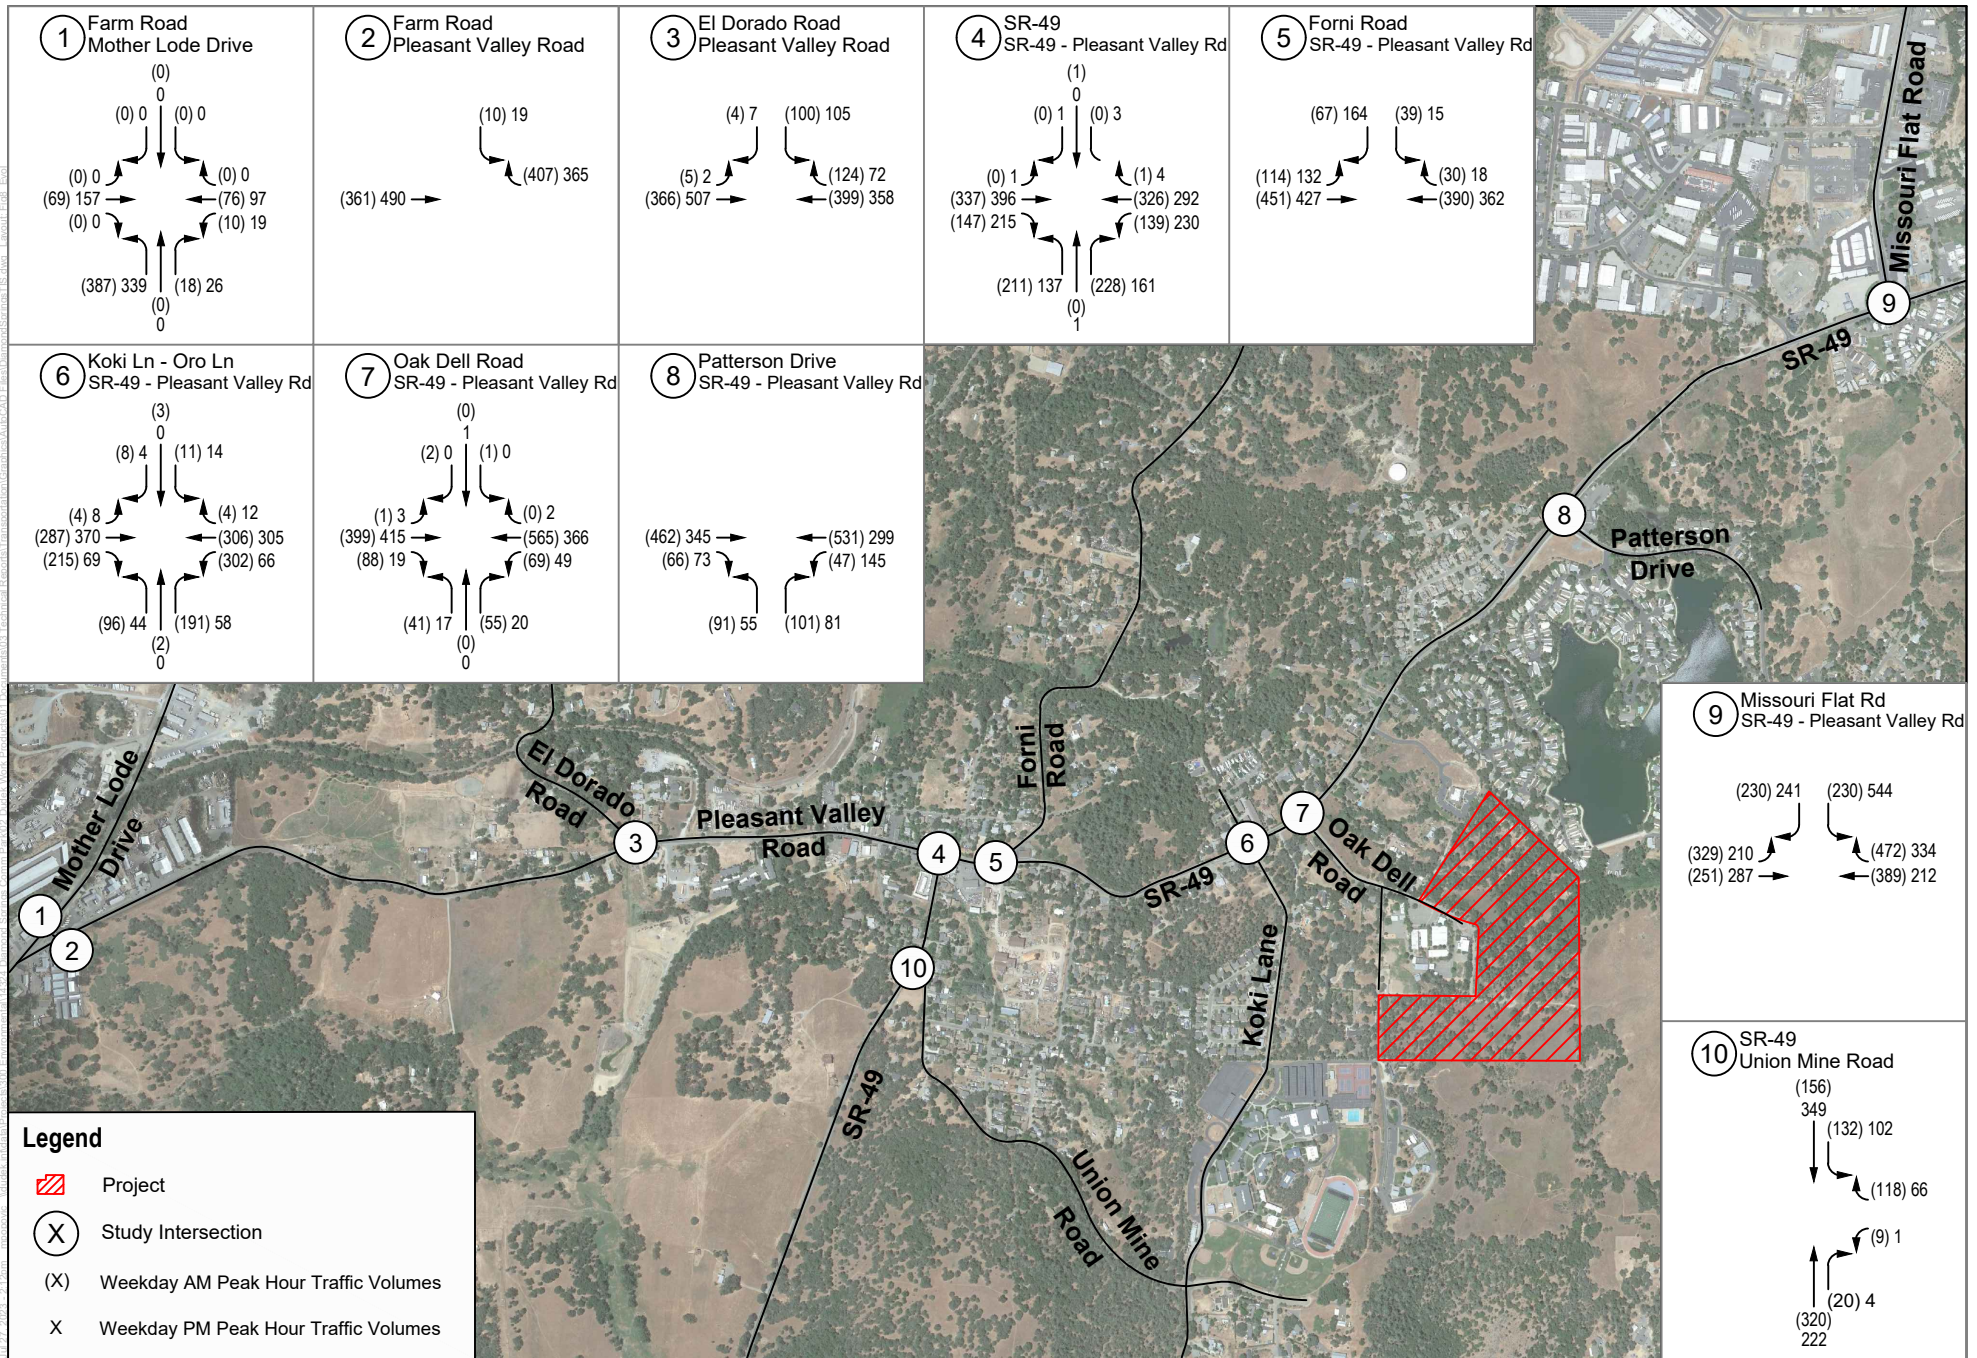 1
Farm Road
Mother Lode Drive
(0)
0
(0) 0
(0) 0
(0) 0
(0) 0
(69) 157
(76) 97
(0) 0
(10) 19
(387) 339
(18) 26
(0)
0
2
Farm Road
Pleasant Valley Road
(10) 19
(407) 365
(361) 490
3
El Dorado Road
Pleasant Valley Road
(4) 7
(100) 105
(5) 2
(124) 72
(366) 507
(399) 358
4
SR-49
SR-49 - Pleasant Valley Rd
(1)
0
(0) 1
(0) 3
(0) 1
(1) 4
(337) 396
(326) 292
(147) 215
(139) 230
(211) 137
(228) 161
(0)
1
5
Forni Road
SR-49 - Pleasant Valley Rd
(67) 164
(39) 15
(114) 132
(30) 18
(451) 427
(390) 362
6
Koki Ln - Oro Ln
SR-49 - Pleasant Valley Rd
(3)
0
(8) 4
(11) 14
(4) 8
(4) 12
(287) 370
(306) 305
(215) 69
(302) 66
(96) 44
(191) 58
(2)
0
7
Oak Dell Road
SR-49 - Pleasant Valley Rd
(0)
1
(2) 0
(1) 0
(1) 3
(0) 2
(399) 415
(565) 366
(88) 19
(69) 49
(41) 17
(55) 20
(0)
0
8
Patterson Drive
SR-49 - Pleasant Valley Rd
(462) 345
(531) 299
(66) 73
(47) 145
(91) 55
(101) 81
9
Missouri Flat Rd
SR-49 - Pleasant Valley Rd
(230) 241
(230) 544
(329) 210
(472) 334
(251) 287
(389) 212
10
SR-49
Union Mine Road
(156)
349
(132) 102
(118) 66
(9) 1
(20) 4
(320)
222
Missouri Flat Road
9
SR-49
8
Patterson
Drive
Forni
Road
El Dorado
Road
Mother Lode
Drive
Pleasant Valley
Road
1
2
3
4
5
6
7
10
SR-49
Oak Dell
Road
Koki Lane
SR-49
Union Mine
Road
Legend
Project
X
Study Intersection
(X)
Weekday AM Peak Hour Traffic Volumes
X
Weekday PM Peak Hour Traffic Volumes